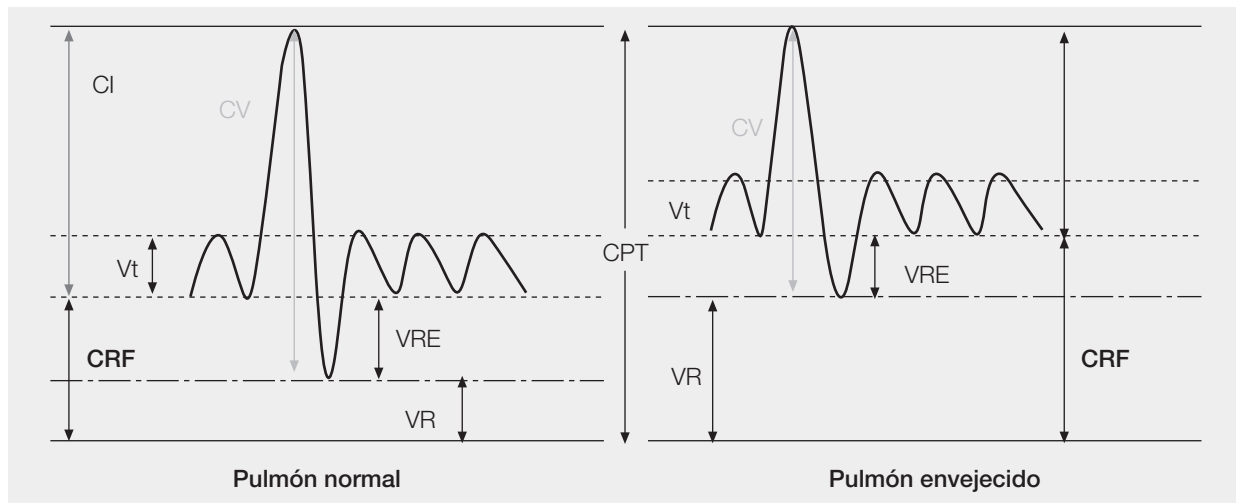 CI
CV
Vt
CRF
VRE
VR
Pulmón normal
CPT
CV
Vt
VRE
VR
CRF
Pulmón envejecido